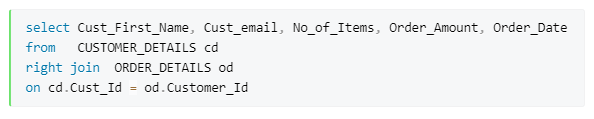 select Cust_First_Name, Cust_email, No_of_Items, Order_Amount, Order_Date
from   CUSTOMER_DETAILS cd
right join  ORDER_DETAILS od
on cd.Cust_Id = od.Customer_Id